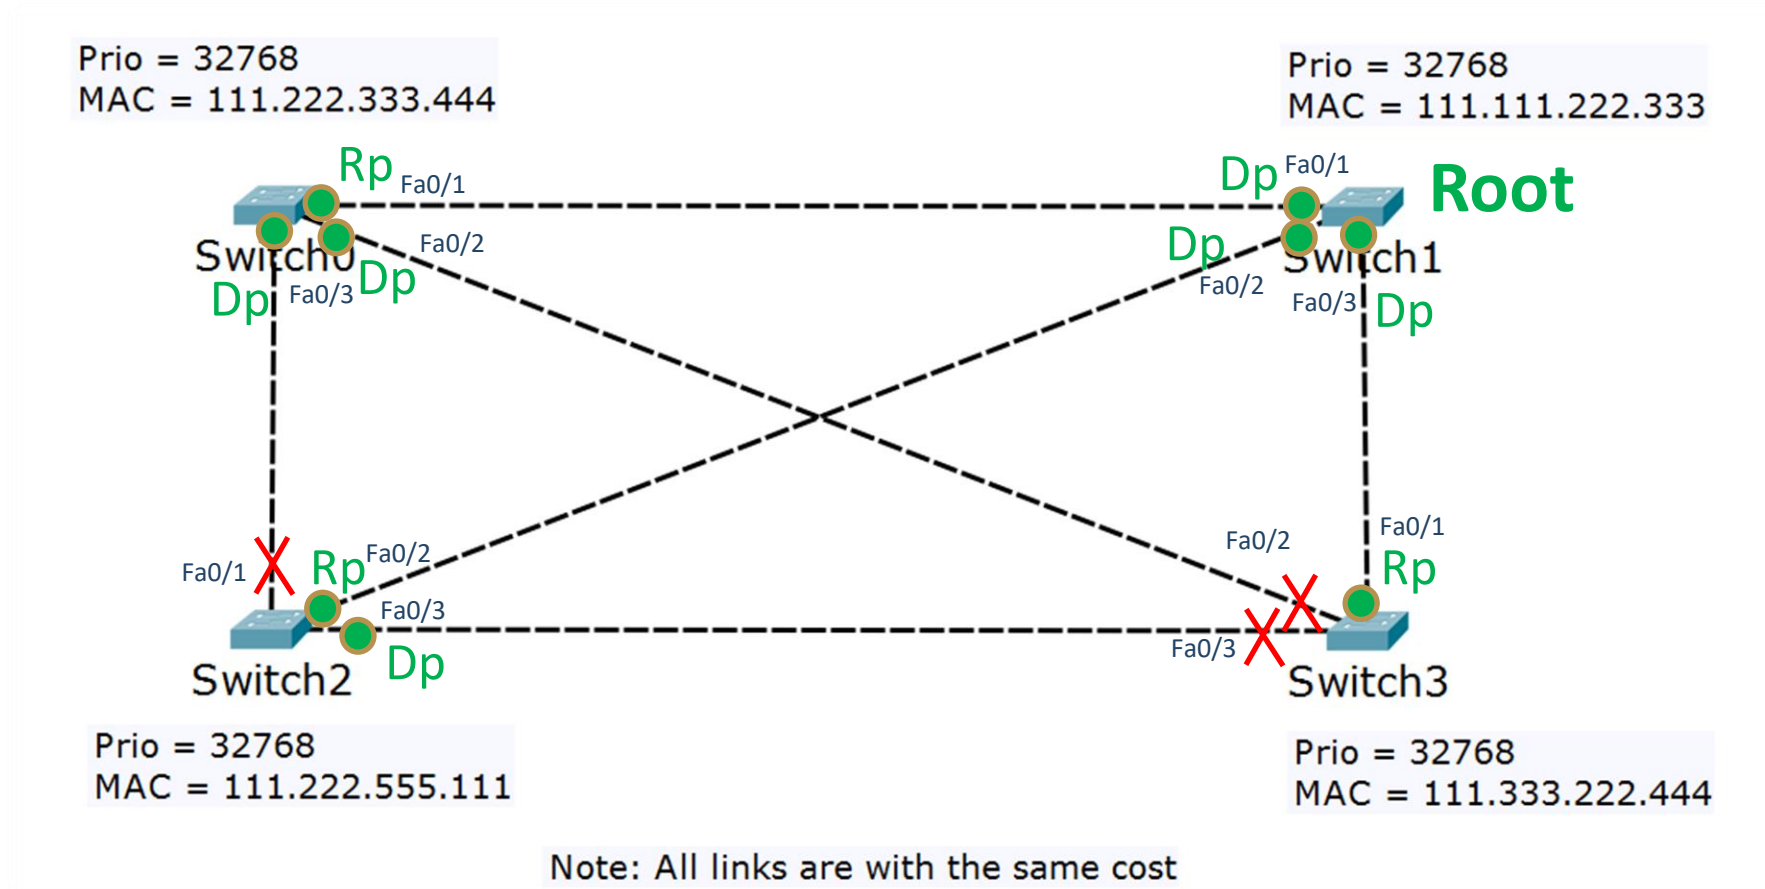 Prio = 32768
MAC = 111.222.333.444
Prio = 32768
MAC = 111.111.222.333
Rp
Fa0/1
Dp
Fa0/1
Root
Switch0
Fa0/2
Dp
Dp
Fa0/3
Dp
Switch1
Fa0/2
Fa0/3
Dp
Fa0/1
Rp
Fa0/2
Fa0/3
Dp
Switch2
Fa0/2
Fa0/1
Rp
Fa0/3
Switch3
Prio = 32768
MAC = 111.222.555.111
Prio = 32768
MAC = 111.333.222.444
Note: All links are with the same cost